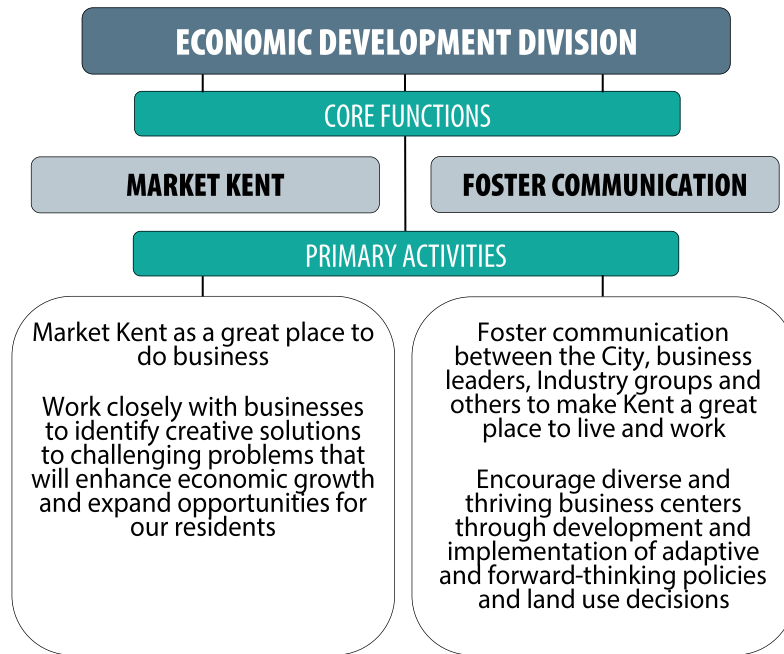 ECONOMIC DEVELOPMENT DIVISION
CORE FUNCTIONS
MARKET KENT
FOSTER COMMUNICATION
PRIMARY ACTIVITIES
Market Kent as a great place to
do business
Work closely with businesses
to identify creative solutions
to challenging problems that
will enhance economic growth
and expand opportunities for
our residents
Foster communication
between the City, business
leaders, Industry groups and
others to make Kent a great
place to live and work
Encourage diverse and
thriving business centers
through development and
implementation of adaptive
and forward-thinking policies
and land use decisions